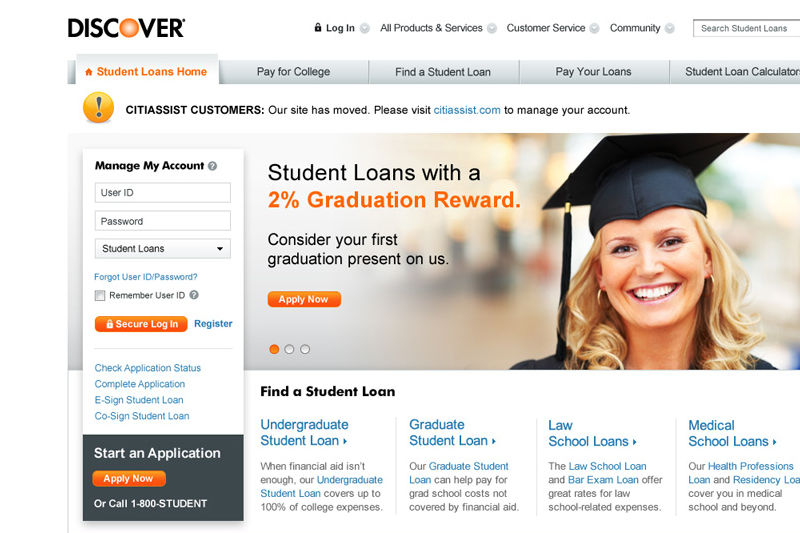 DISCOVER
Log In All Products & Services Customer Service Community Search Student Loans
Student Loans Home Pay for College Find a Student Loan Pay Your Loans Student Loan Calculators
CITIASSIST CUSTOMERS: Our site has moved. Please visit citiassist.com to manage your account.
Manage My Account ?
User ID
Password
Student Loans
Forgot User ID/Password?
Remember User ID ?
Secure Log In Register
Check Application Status
Complete Application
E-Sign Student Loan
Co-Sign Student Loan
Start an Application
Apply Now
Or Call 1-800-STUDENT
Student Loans with a
2% Graduation Reward.
Consider your first
graduation present on us.
Apply Now
Find a Student Loan
Undergraduate
Student Loan
When financial aid isn't
enough, our Undergraduate
Student Loan covers up to
100% of college expenses.
Graduate
Student Loan
Our Graduate Student
Loan can help pay for
grad school costs not
covered by financial aid.
Law
School Loans
The Law School Loan
and Bar Exam Loan offer
great rates for law
school-related expenses.
Medical
School Loans
Our Health Professions
Loan and Residency Loa
cover you in medical
school and beyond.